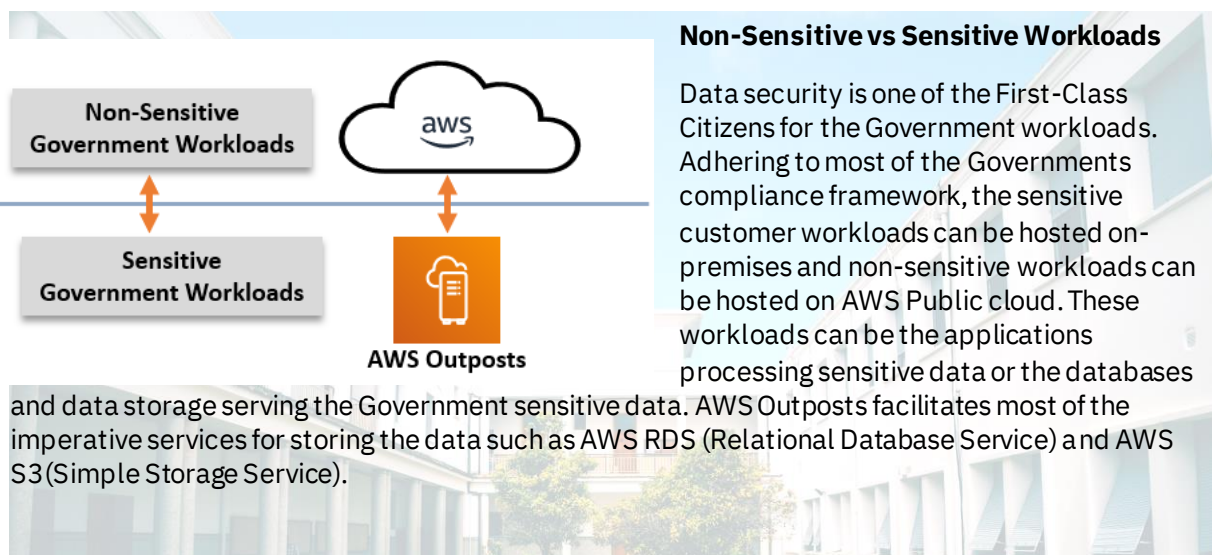 Non-Sensitive
Government Workloads
aws
Sensitive
Government Workloads
AWS Outposts
Non-Sensitive vs Sensitive Workloads
Data security is one of the First-Class
Citizens for the Government workloads.
Adhering to most of the Governments
compliance framework, the sensitive
customer workloads can be hosted on-
premises and non-sensitive workloads can
be hosted on AWS Public cloud. These
workloads can be the applications
processing sensitive data or the databases
and data storage serving the Government sensitive data. AWS Outposts facilitates most of the
imperative services for storing the data such as AWS RDS (Relational Database Service) and AWS
S3(Simple Storage Service).